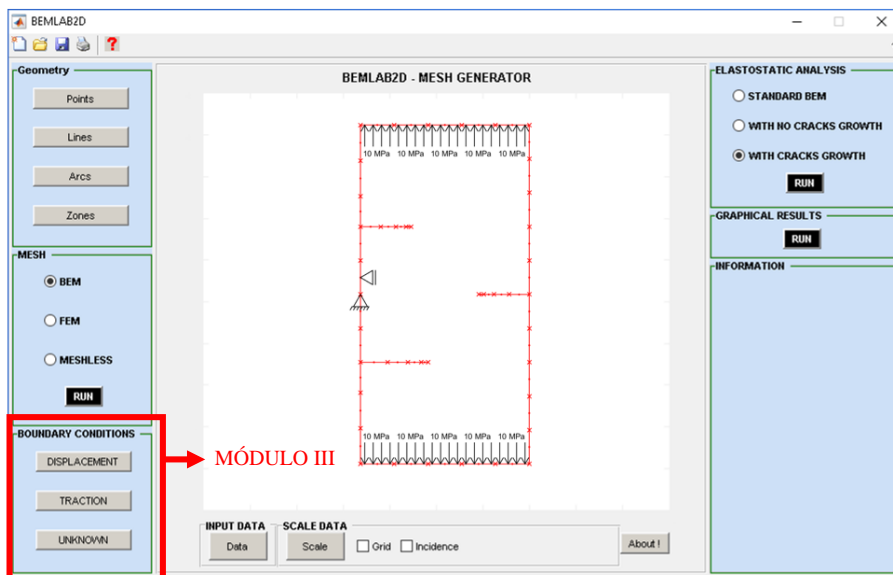 BEMLAB2D
Geometry
Points
Lines
Arcs
Zones
MESH
BEM
FEM
MESHLESS
RUN
BOUNDARY CONDITIONS
DISPLACEMENT
TRACTION
UNKNOWN
BEMLAB2D - MESH GENERATOR
10 MPa 10 MPa 10 MPa 10 MPa 10 MPa
10 MPa 10 MPa 10 MPa 10 MPa 10 MPa
MÓDULO III
INPUT DATA
Data
SCALE DATA
Scale
Grid
Incidence
About !
ELASTOSTATIC ANALYSIS
STANDARD BEM
WITH NO CRACKS GROWTH
WITH CRACKS GROWTH
RUN
GRAPHICAL RESULTS
RUN
INFORMATION